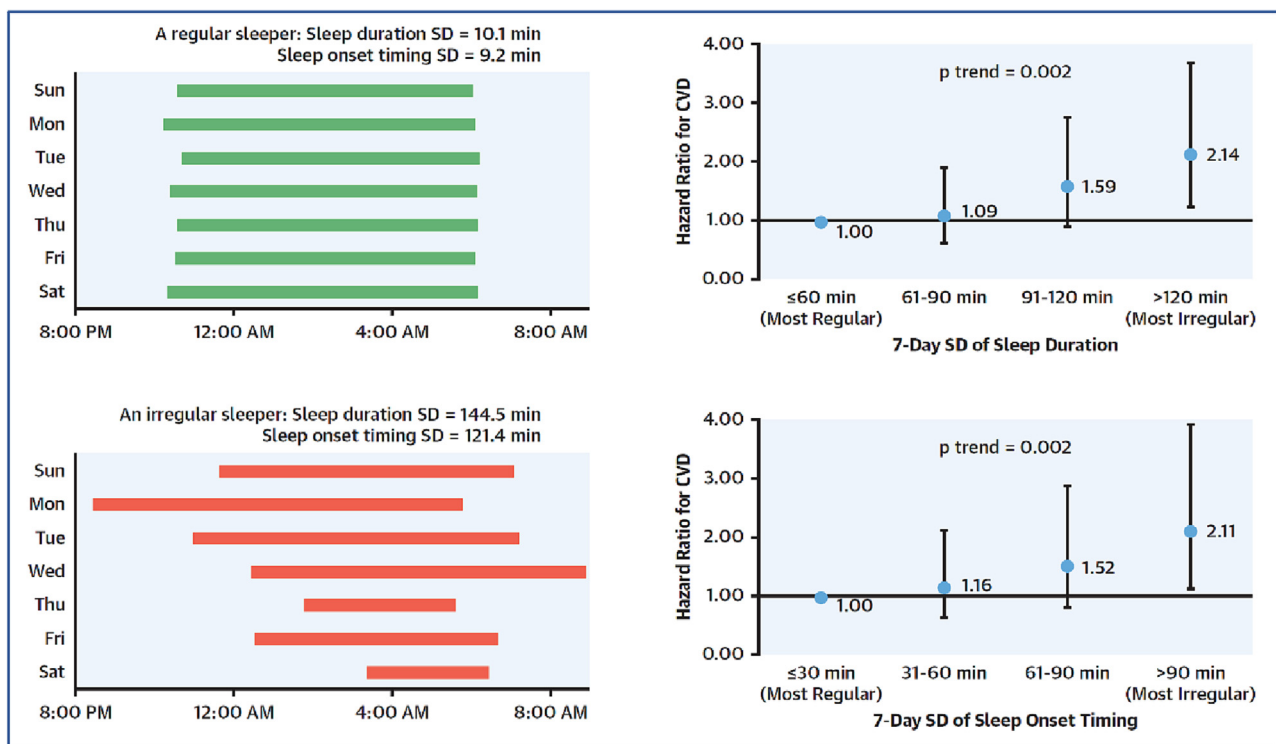 A regular sleeper: Sleep duration SD = 10.1 min
Sleep onset timing SD = 9.2 min
Sun
Mon
Tue
Wed
Thu
Fri
Sat
8:00 PM 12:00 AM 4:00 AM 8:00 AM
Hazard Ratio for CVD
4.00
3.00
2.00
1.00
0.00
p trend = 0.002
1.00
1.09
1.59
2.14
≤60 min 61-90 min 91-120 min >120 min
(Most Regular) (Most Irregular)
7-Day SD of Sleep Duration
An irregular sleeper: Sleep duration SD = 144.5 min
Sleep onset timing SD = 121.4 min
Sun
Mon
Tue
Wed
Thu
Fri
Sat
8:00 PM 12:00 AM 4:00 AM 8:00 AM
Hazard Ratio for CVD
4.00
3.00
2.00
1.00
0.00
p trend = 0.002
1.00
1.16
1.52
2.11
≤30 min 31-60 min 61-90 min >90 min
(Most Regular) (Most Irregular)
7-Day SD of Sleep Onset Timing